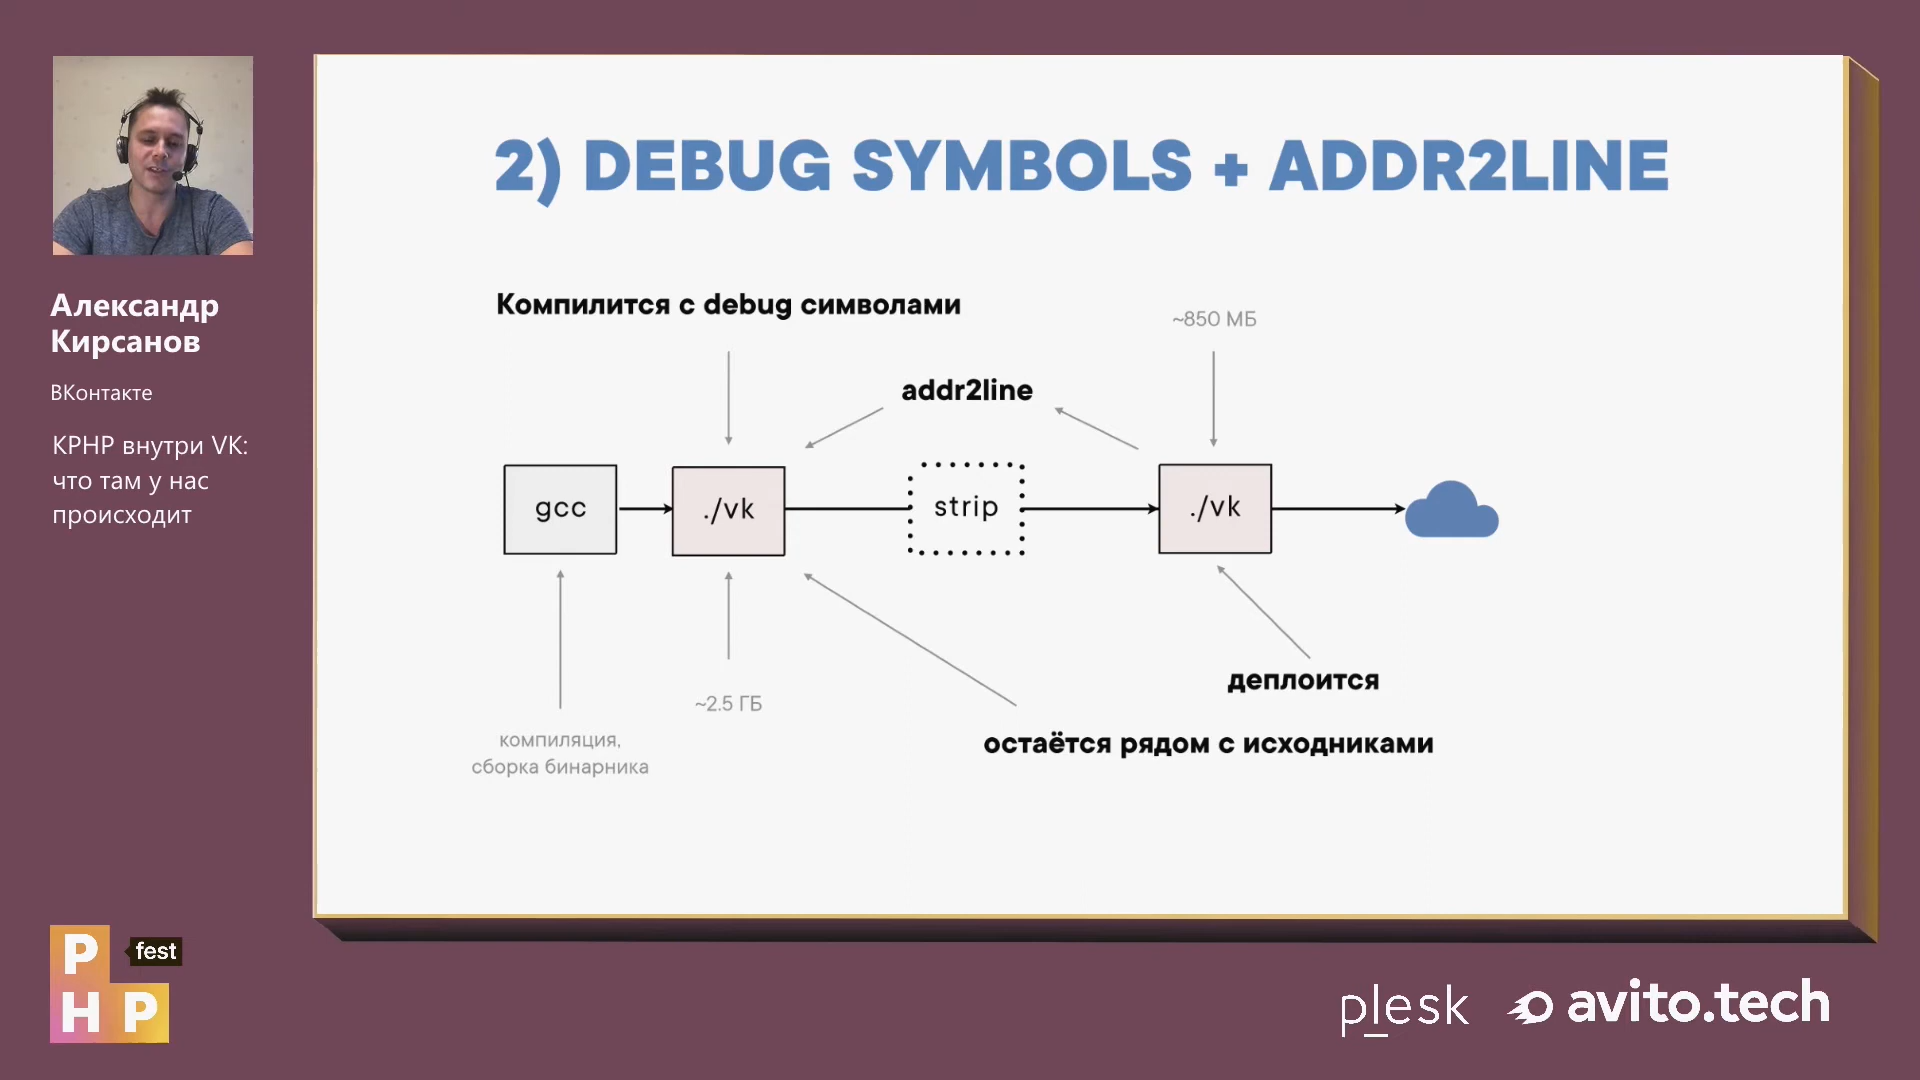 Александр
Кирсанов
ВКонтакте
KPHP внутри VK:
что там у нас
происходит
2) DEBUG SYMBOLS + ADDR2LINE
Компилится с debug символами
~850 МБ
addr2line
gcc
./vk
strip
./vk
деплоится
~2.5 ГБ
остаётся рядом с исходниками
компиляция,
сборка бинарника
P
fest
HP
plesk
avito.tech